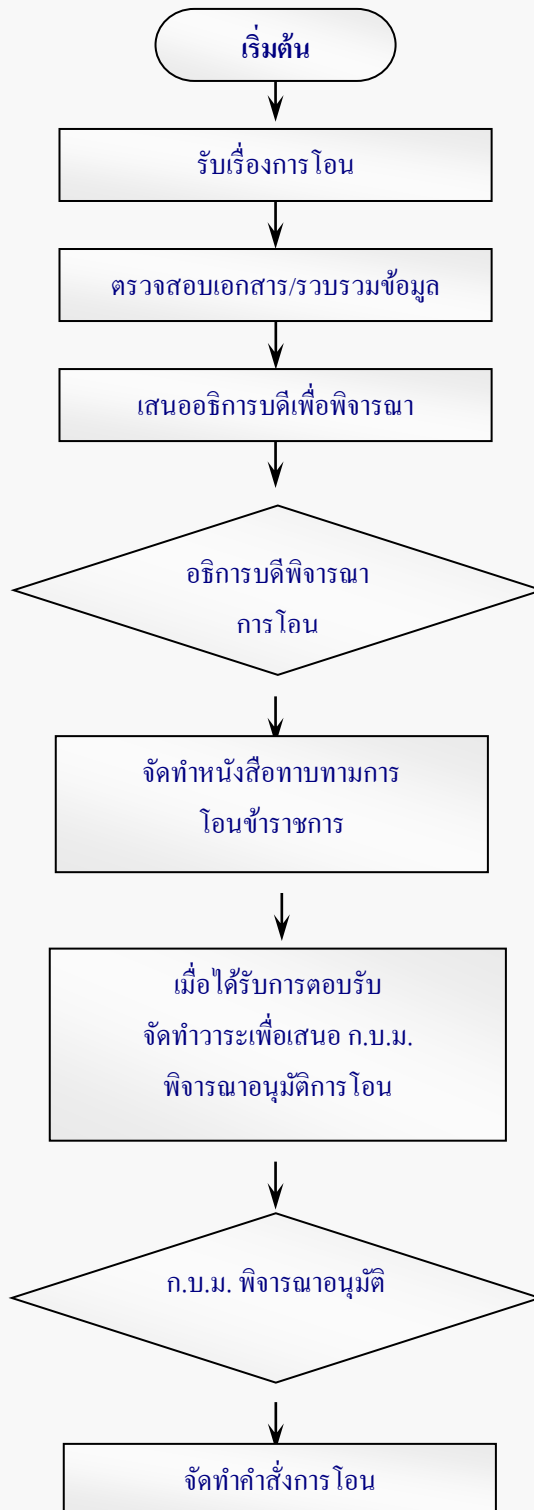 เริ่มต้น
รับเรื่องการโอน
ตรวจสอบเอกสาร/รวบรวมข้อมูล
เสนออธิการบดีเพื่อพิจารณา
อธิการบดีพิจารณา
การโอน
จัดทำหนังสือทาบทามการ
โอนข้าราชการ
เมื่อได้รับการตอบรับ
จัดทำวาระเพื่อเสนอ ก.บ.ม.
พิจารณาอนุมัติการโอน
ก.บ.ม. พิจารณาอนุมัติ
จัดทำคำสั่งการโอน